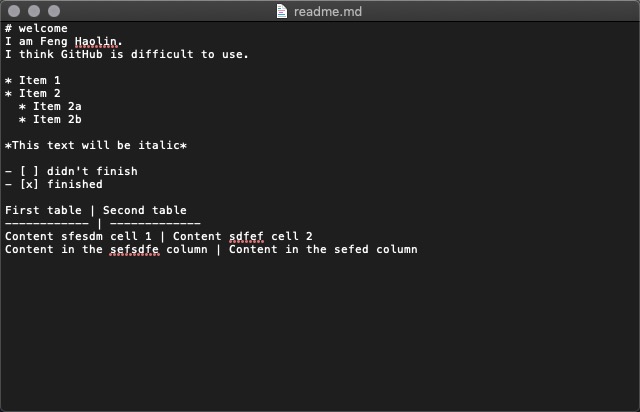 readme.md
# welcome
I am Feng Haolin.
I think GitHub is difficult to use.
* Item 1
* Item 2
  * Item 2a
  * Item 2b
*This text will be italic*
- [ ] didn't finish
- [x] finished
First table | Second table
------------ | -------------
Content sfesdm cell 1 | Content sdfef cell 2
Content in the sefsdfe column | Content in the sefed column